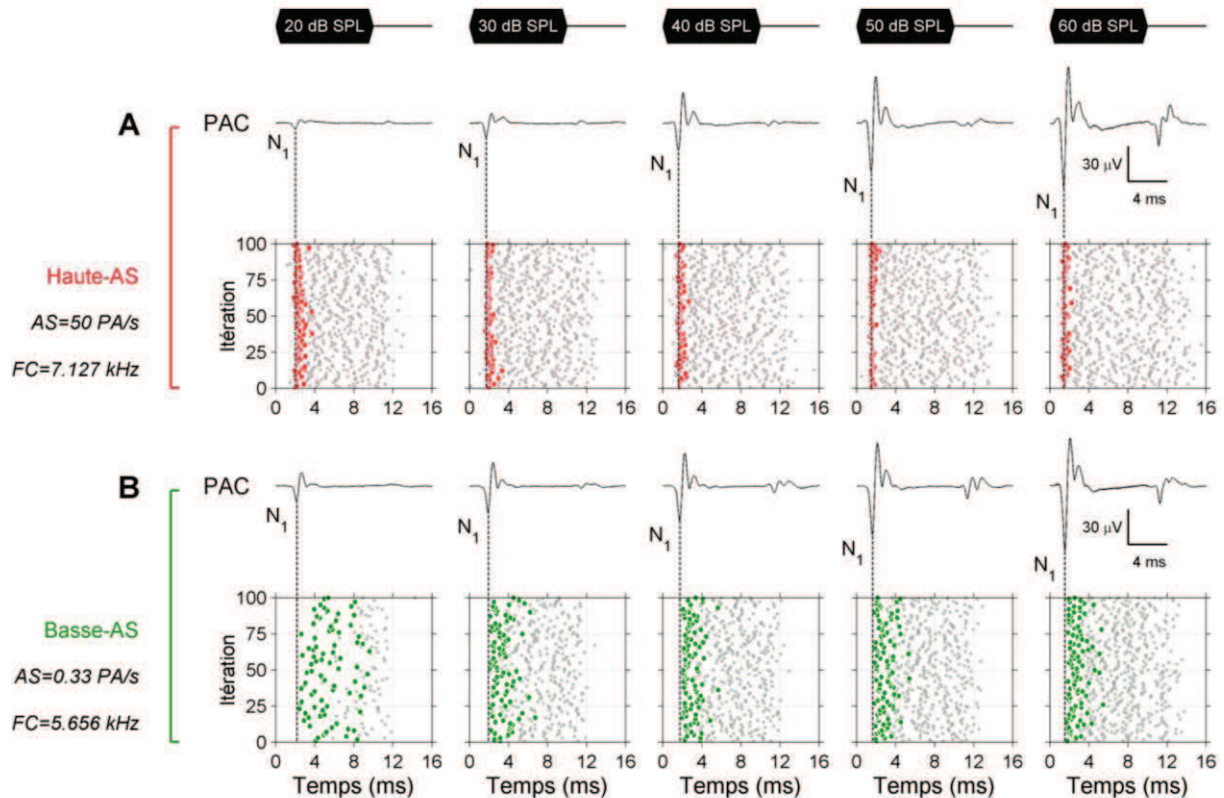 20 dB SPL 30 dB SPL 40 dB SPL 50 dB SPL 60 dB SPL
A PAC
N1 N1 N1 N1 N1
30 µV
4 ms
Haute-AS
AS=50 PA/s
FC=7.127 kHz
Itération
100
75
50
25
0
0 4 8 12 16 0 4 8 12 16 0 4 8 12 16 0 4 8 12 16 0 4 8 12 16
B PAC
N1 N1 N1 N1 N1
30 µV
4 ms
Basse-AS
AS=0.33 PA/s
FC=5.656 kHz
Itération
100
75
50
25
0
0 4 8 12 16 0 4 8 12 16 0 4 8 12 16 0 4 8 12 16 0 4 8 12 16
Temps (ms) Temps (ms) Temps (ms) Temps (ms) Temps (ms)